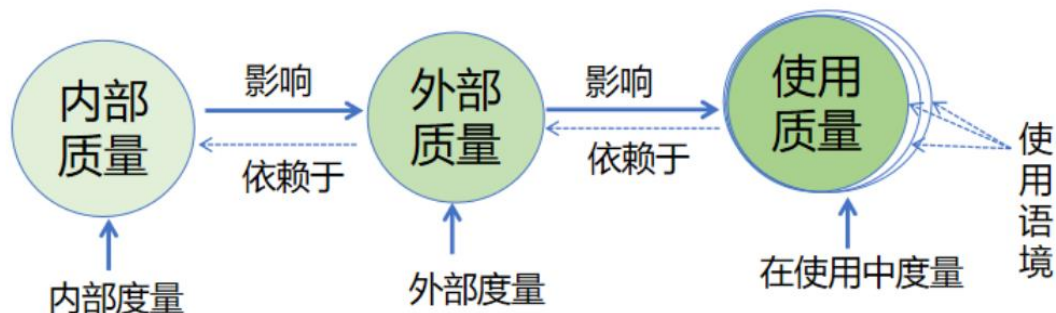 内部
质量
影响
依赖于
外部
质量
影响
依赖于
使用
质量
使用语境
内部度量
外部度量
在使用中度量